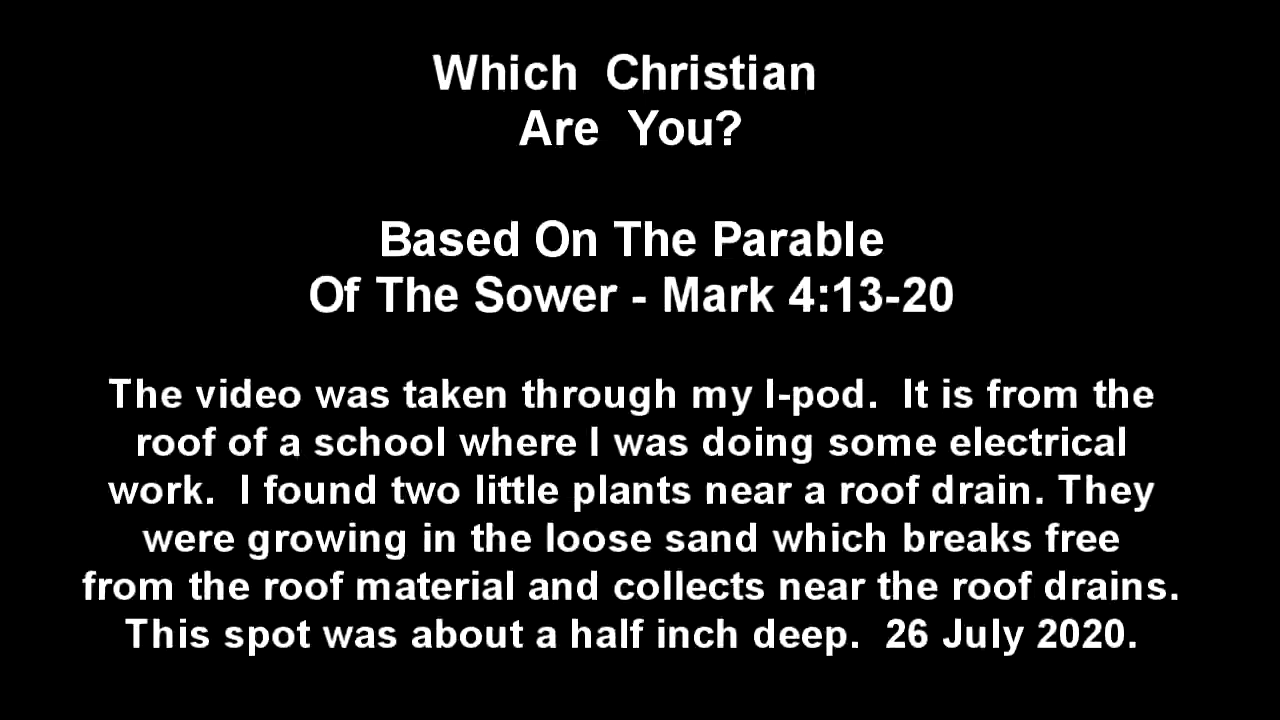 Which Christian
Are You?
Based On The Parable
Of The Sower - Mark 4:13-20
The video was taken through my I-pod. It is from the
roof of a school where I was doing some electrical
work. I found two little plants near a roof drain. They
were growing in the loose sand which breaks free
from the roof material and collects near the roof drains.
This spot was about a half inch deep. 26 July 2020.